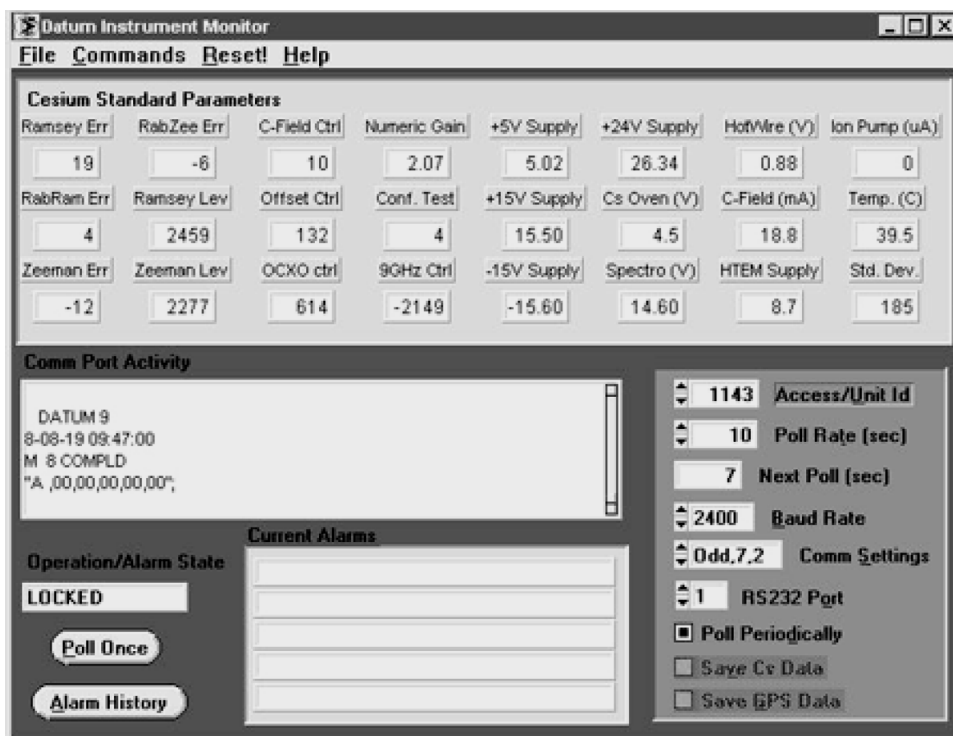 Datum Instrument Monitor
File Commands Reset! Help
Cesium Standard Parameters
Ramsey Err RabZee Err C-Field Ctrl Numeric Gain +5V Supply +24V Supply HotWire (V) Ion Pump (uA)
19 -6 10 2.07 5.02 26.34 0.88 0
RabRam Err Ramsey Lev Offset Ctrl Conf. Test +15V Supply Cs Oven (V) C-Field (mA) Temp. (C)
4 2459 132 4 15.50 4.5 18.8 39.5
Zeeman Err Zeeman Lev OCXO ctrl 9GHz Ctrl -15V Supply Spectro (V) HTEM Supply Std. Dev.
-12 2277 614 -2149 -15.60 14.60 8.7 185
Comm Port Activity
DATUM 9
8-08-19 09:47:00
M 8 COMPLD
"A ,00,00,00,00,00";
Operation/Alarm State
LOCKED
Poll Once
Alarm History
Current Alarms
1143 Access/Unit Id
10 Poll Rate (sec)
7 Next Poll (sec)
2400 Baud Rate
Odd,7,2 Comm Settings
1 RS232 Port
Poll Periodically
Save Cs Data
Save GPS Data